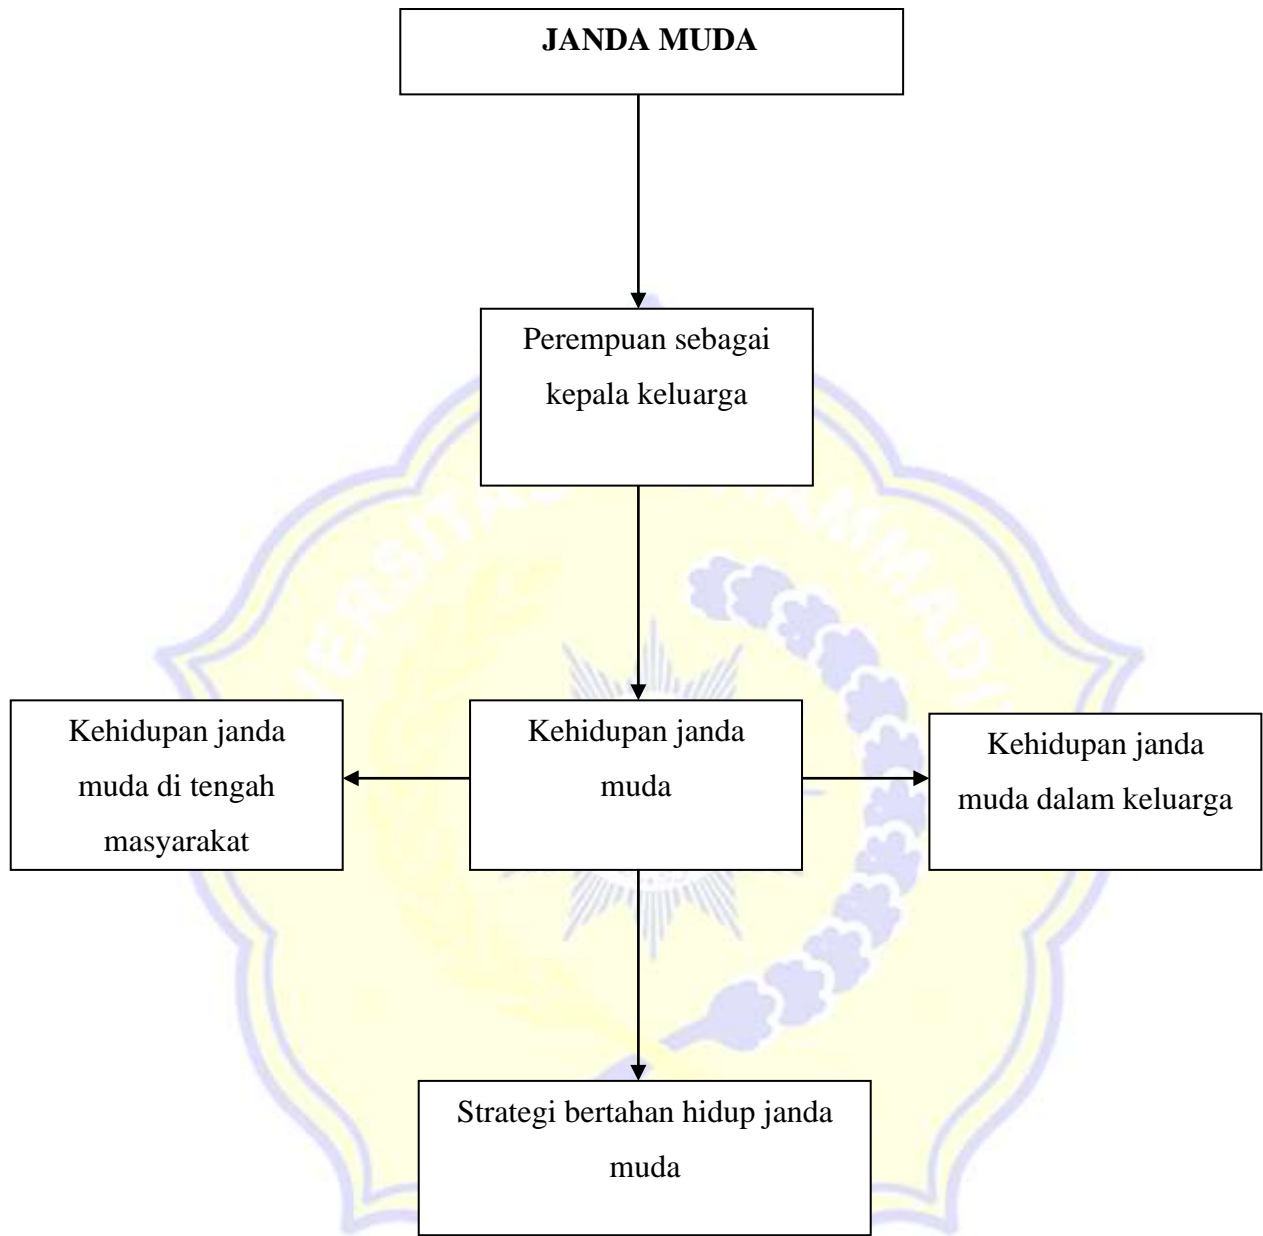 JANDA MUDA
Perempuan sebagai
kepala keluarga
Kehidupan janda
muda di tengah
masyarakat
Kehidupan janda
muda
Kehidupan janda
muda dalam keluarga
Strategi bertahan hidup janda
muda